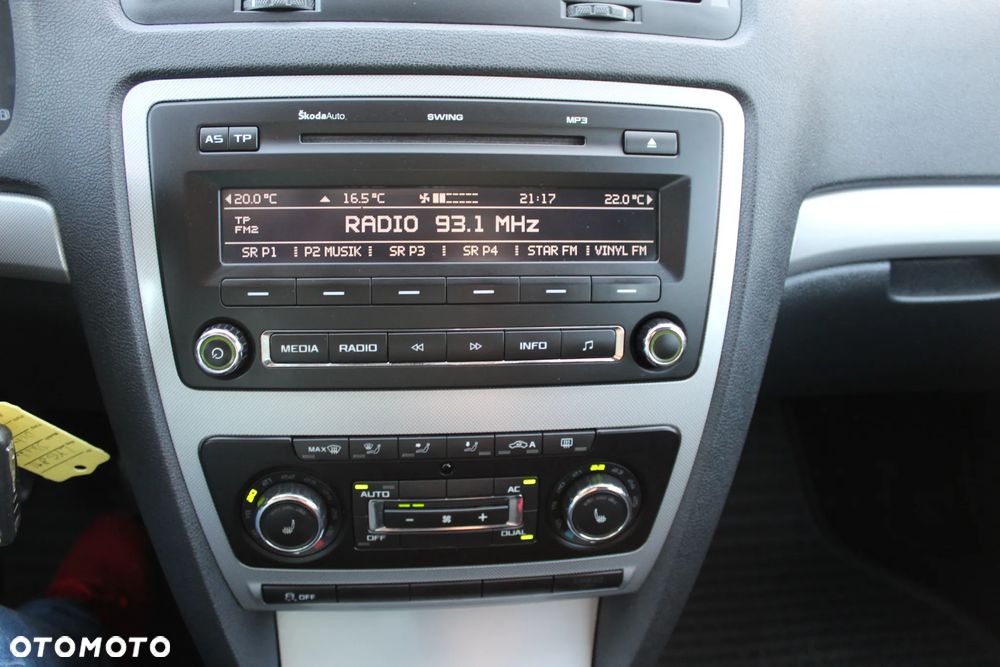 ŠkodaAuto SWING MP3
AS TP
20.0°C 16.5°C 21:17 22.0°C
TP
FM2
RADIO 93.1 MHz
SR P1 P2 MUSIK SR P3 SR P4 STAR FM VINYL FM
MEDIA RADIO INFO
MAX A
AUTO AC
- +
OFF DUAL
OFF
OTOMOTO